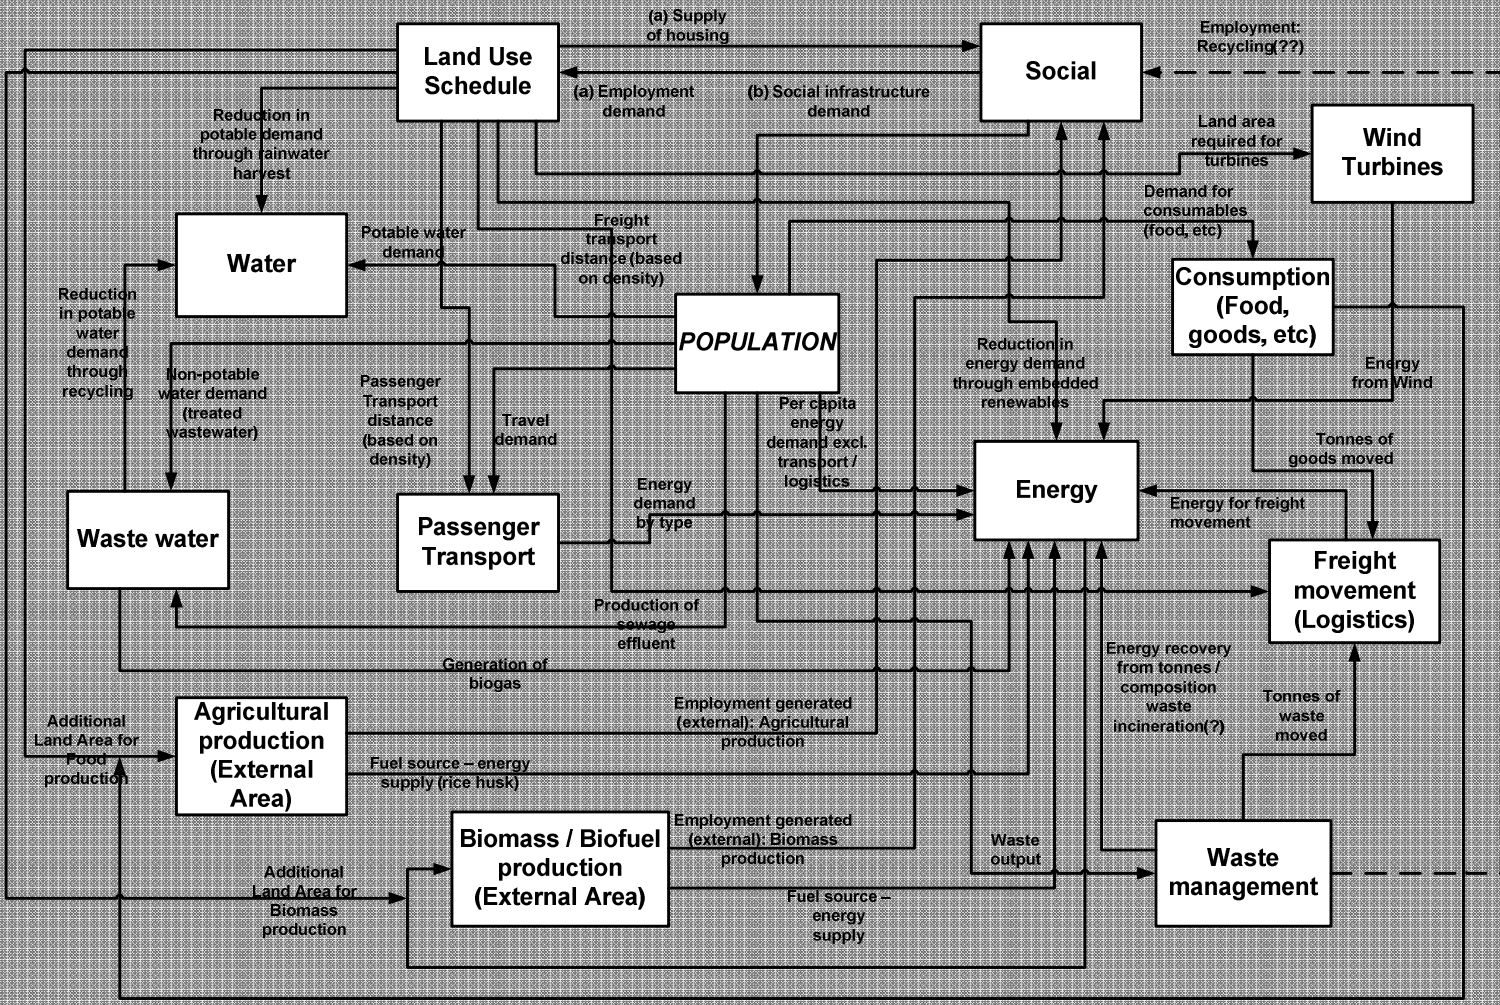 (a) Supply
of housing
Employment:
Recycling(??)
Land Use
Schedule
Social
(a) Employment
demand
(b) Social infrastructure
demand
Reduction in
potable demand
through rainwater
harvest
Land area
required for
turbines
Wind
Turbines
Demand for
consumables
(food, etc)
Water
Potable water
demand
Freight
transport
distance (based
on density)
Consumption
(Food,
goods, etc)
Reduction
in potable
water
demand
through
recycling
POPULATION
Reduction in
energy demand
through embedded
renewables
Energy
from Wind
Non-potable
water demand
(treated
wastewater)
Passenger
Transport
distance
(based on
density)
Travel
demand
Per capita
energy
demand excl.
transport /
logistics
Tonnes of
goods moved
Energy
demand
by type
Energy
Energy for freight
movement
Waste water
Passenger
Transport
Freight
movement
(Logistics)
Production of
sewage
effluent
Generation of
biogas
Energy recovery
from tonnes /
composition
waste
incineration(?)
Tonnes of
waste
moved
Additional
Land Area for
Food
production
Agricultural
production
(External
Area)
Employment generated
(external): Agricultural
production
Fuel source – energy
supply (rice husk)
Biomass / Biofuel
production
(External Area)
Employment generated
(external): Biomass
production
Waste
output
Waste
management
Additional
Land Area for
Biomass
production
Fuel source –
energy
supply